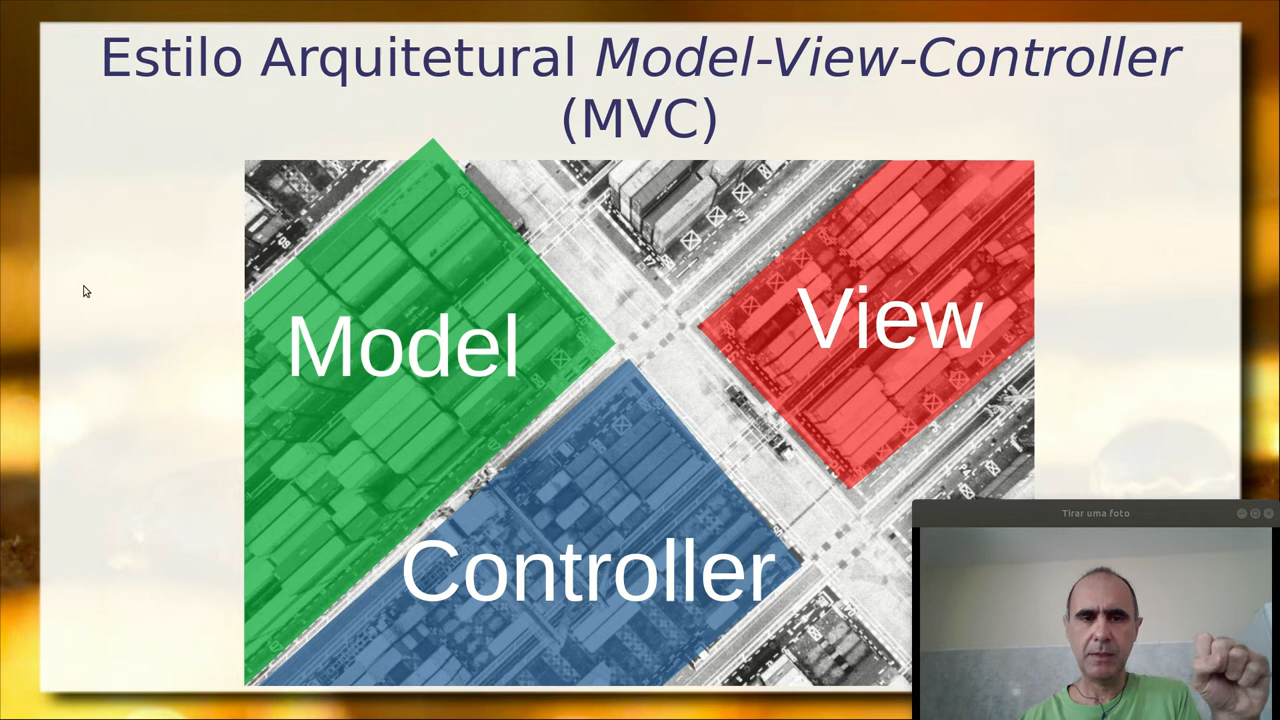 Estilo Arquitetural Model-View-Controller
(MVC)
Model
View
Controller
Tirar uma foto